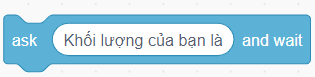 ask Khối lượng của bạn là and wait